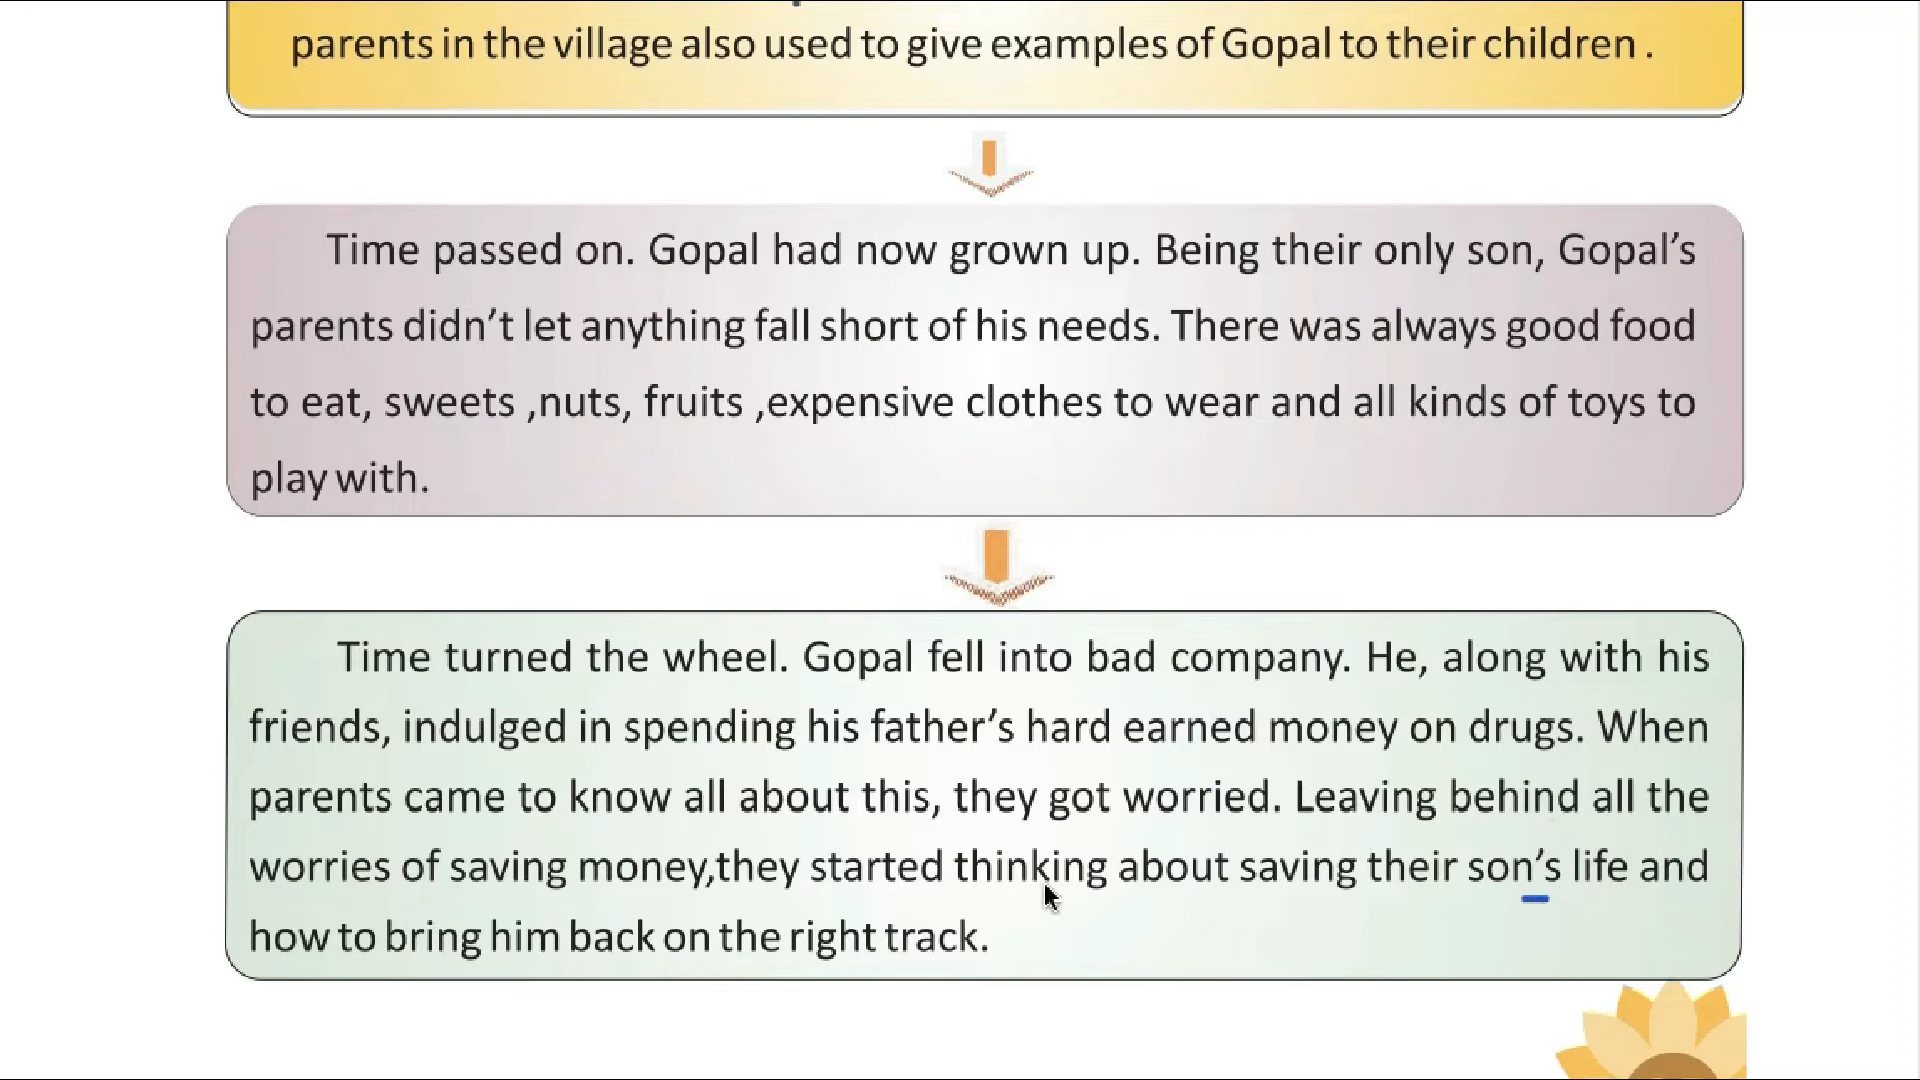 parents in the village also used to give examples of Gopal to their children .
Time passed on. Gopal had now grown up. Being their only son, Gopal’s
parents didn’t let anything fall short of his needs. There was always good food
to eat, sweets ,nuts, fruits ,expensive clothes to wear and all kinds of toys to
play with.
Time turned the wheel. Gopal fell into bad company. He, along with his
friends, indulged in spending his father’s hard earned money on drugs. When
parents came to know all about this, they got worried. Leaving behind all the
worries of saving money,they started thinking about saving their son’s life and
how to bring him back on the right track.